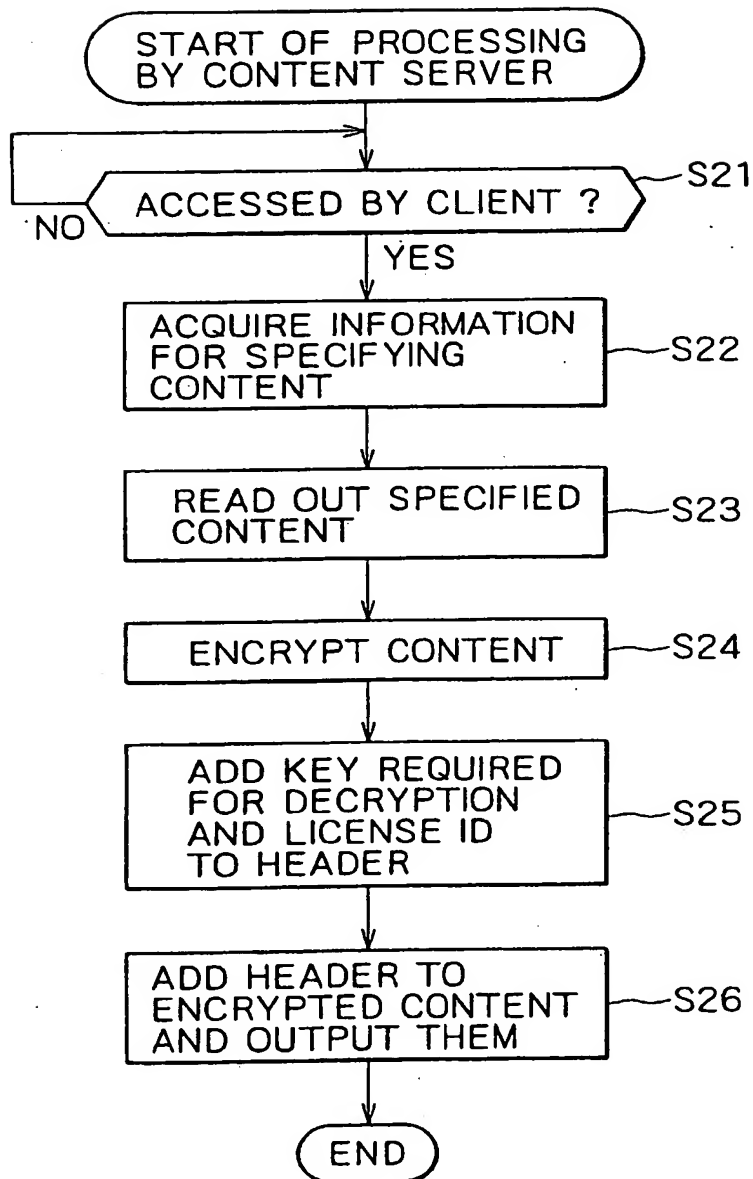 START OF PROCESSING
BY CONTENT SERVER
ACCESSED BY CLIENT ?
S21
NO
YES
ACQUIRE INFORMATION
FOR SPECIFYING
CONTENT
S22
READ OUT SPECIFIED
CONTENT
S23
ENCRYPT CONTENT
S24
ADD KEY REQUIRED
FOR DECRYPTION
AND LICENSE ID
TO HEADER
S25
ADD HEADER TO
ENCRYPTED CONTENT
AND OUTPUT THEM
S26
END